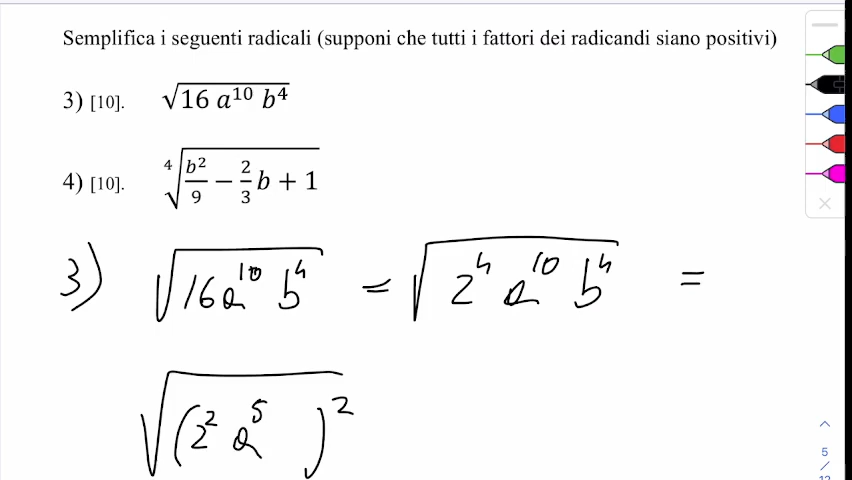 Semplifica i seguenti radicali (supponi che tutti i fattori dei radicandi siano positivi)
3) [10]. √16 a¹⁰ b⁴
4) [10]. ⁴√b²/9 − 2/3 b + 1
3) √16a¹⁰ b⁴ = √2⁴ a¹⁰ b⁴ =
√(2² a⁵ )²
5
/
12